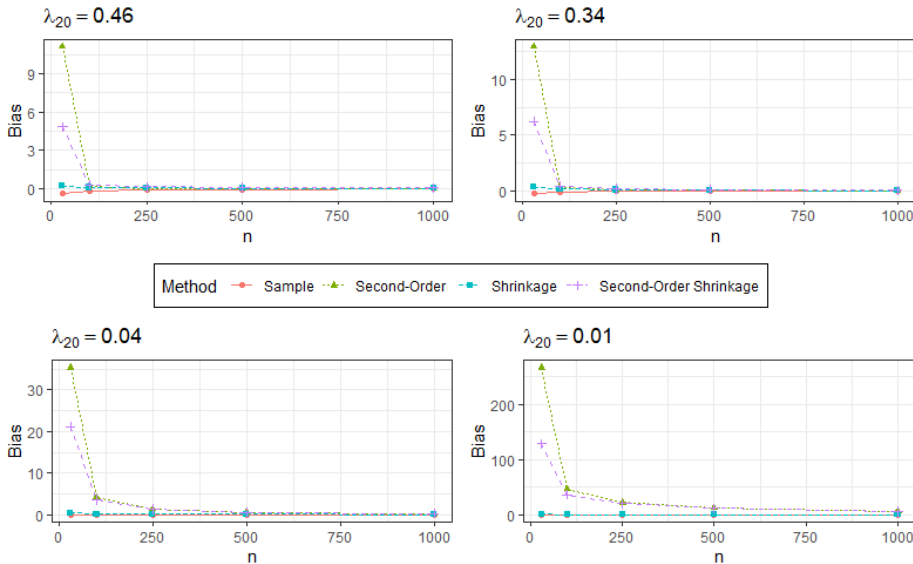 λ20 = 0.46
λ20 = 0.34
Bias
9
6
3
0
0
250
500
750
1000
n
Bias
10
5
0
0
250
500
750
1000
n
Method Sample Second-Order Shrinkage Second-Order Shrinkage
λ20 = 0.04
λ20 = 0.01
Bias
30
20
10
0
0
250
500
750
1000
n
Bias
200
100
0
0
250
500
750
1000
n